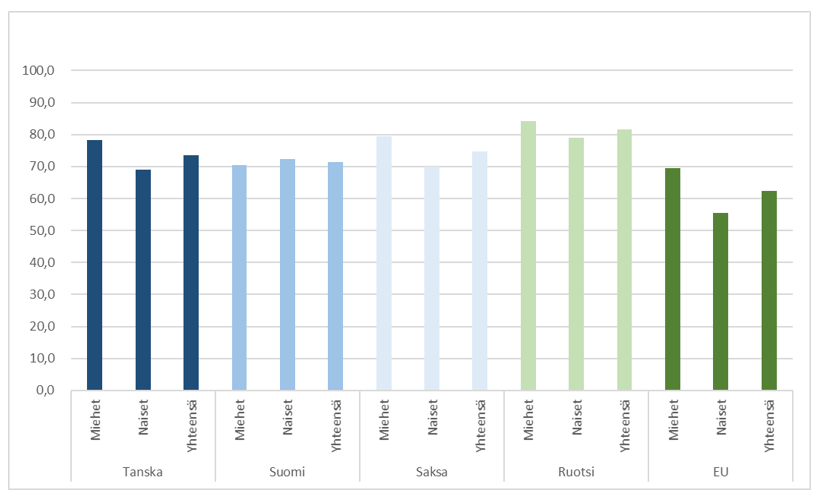 100,0
90,0
80,0
70,0
60,0
50,0
40,0
30,0
20,0
10,0
0,0
Miehet
Naiset
Yhteensä
Miehet
Naiset
Yhteensä
Miehet
Naiset
Yhteensä
Miehet
Naiset
Yhteensä
Miehet
Naiset
Yhteensä
Tanska
Suomi
Saksa
Ruotsi
EU